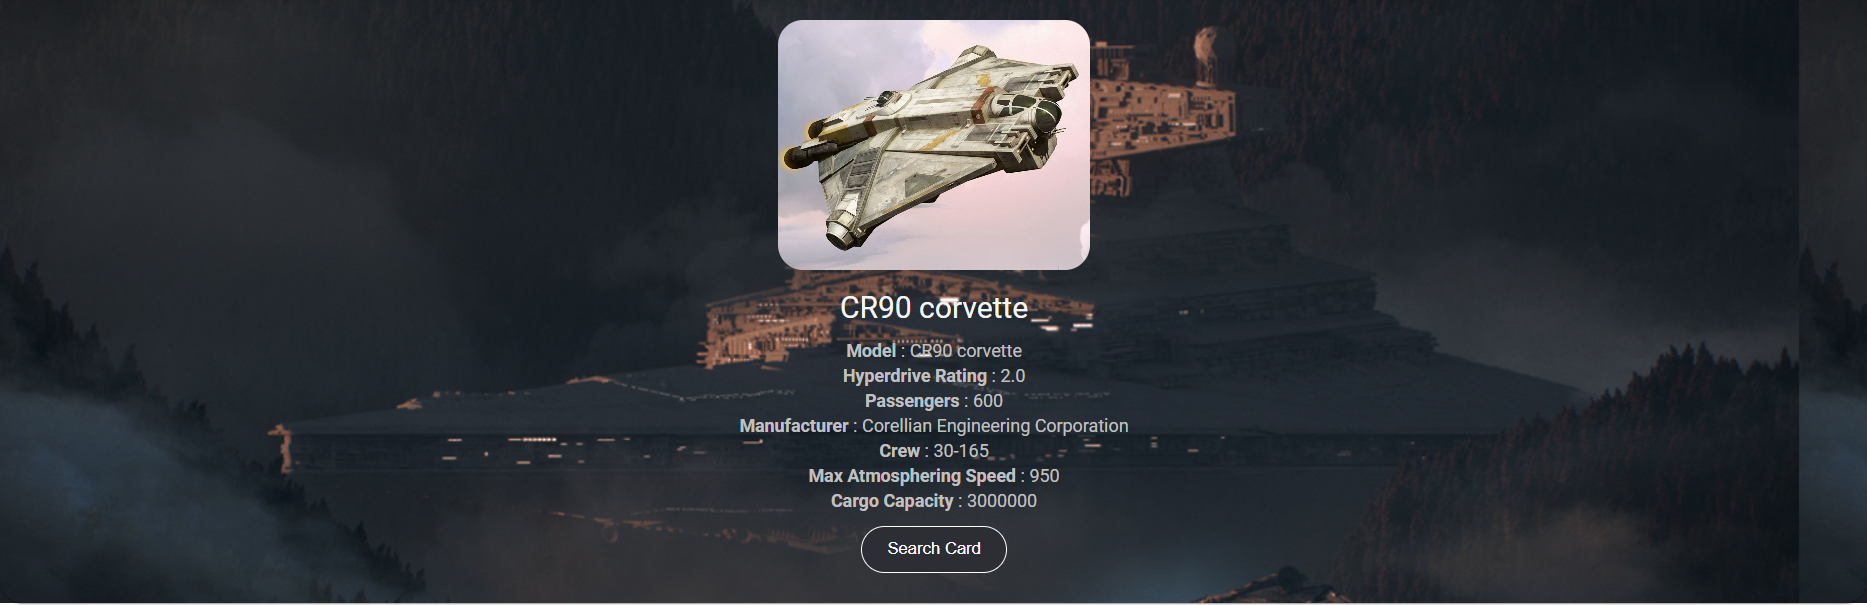 CR90 corvette
Model : CR90 corvette
Hyperdrive Rating : 2.0
Passengers : 600
Manufacturer : Corellian Engineering Corporation
Crew : 30-165
Max Atmosphering Speed : 950
Cargo Capacity : 3000000
Search Card